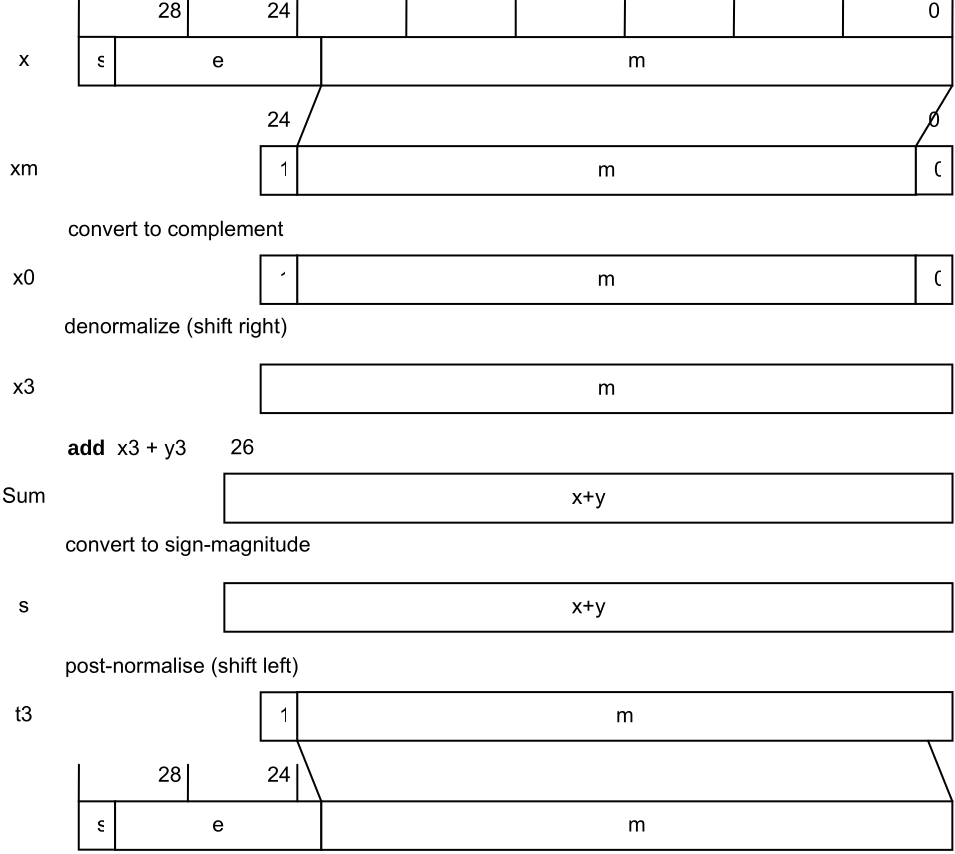 28 24 0
x s e m
24 0
xm 1 m 0
convert to complement
x0 m 0
denormalize (shift right)
x3 m
add x3 + y3 26
Sum x+y
convert to sign-magnitude
s x+y
post-normalise (shift left)
t3 1 m
28 24
s e m